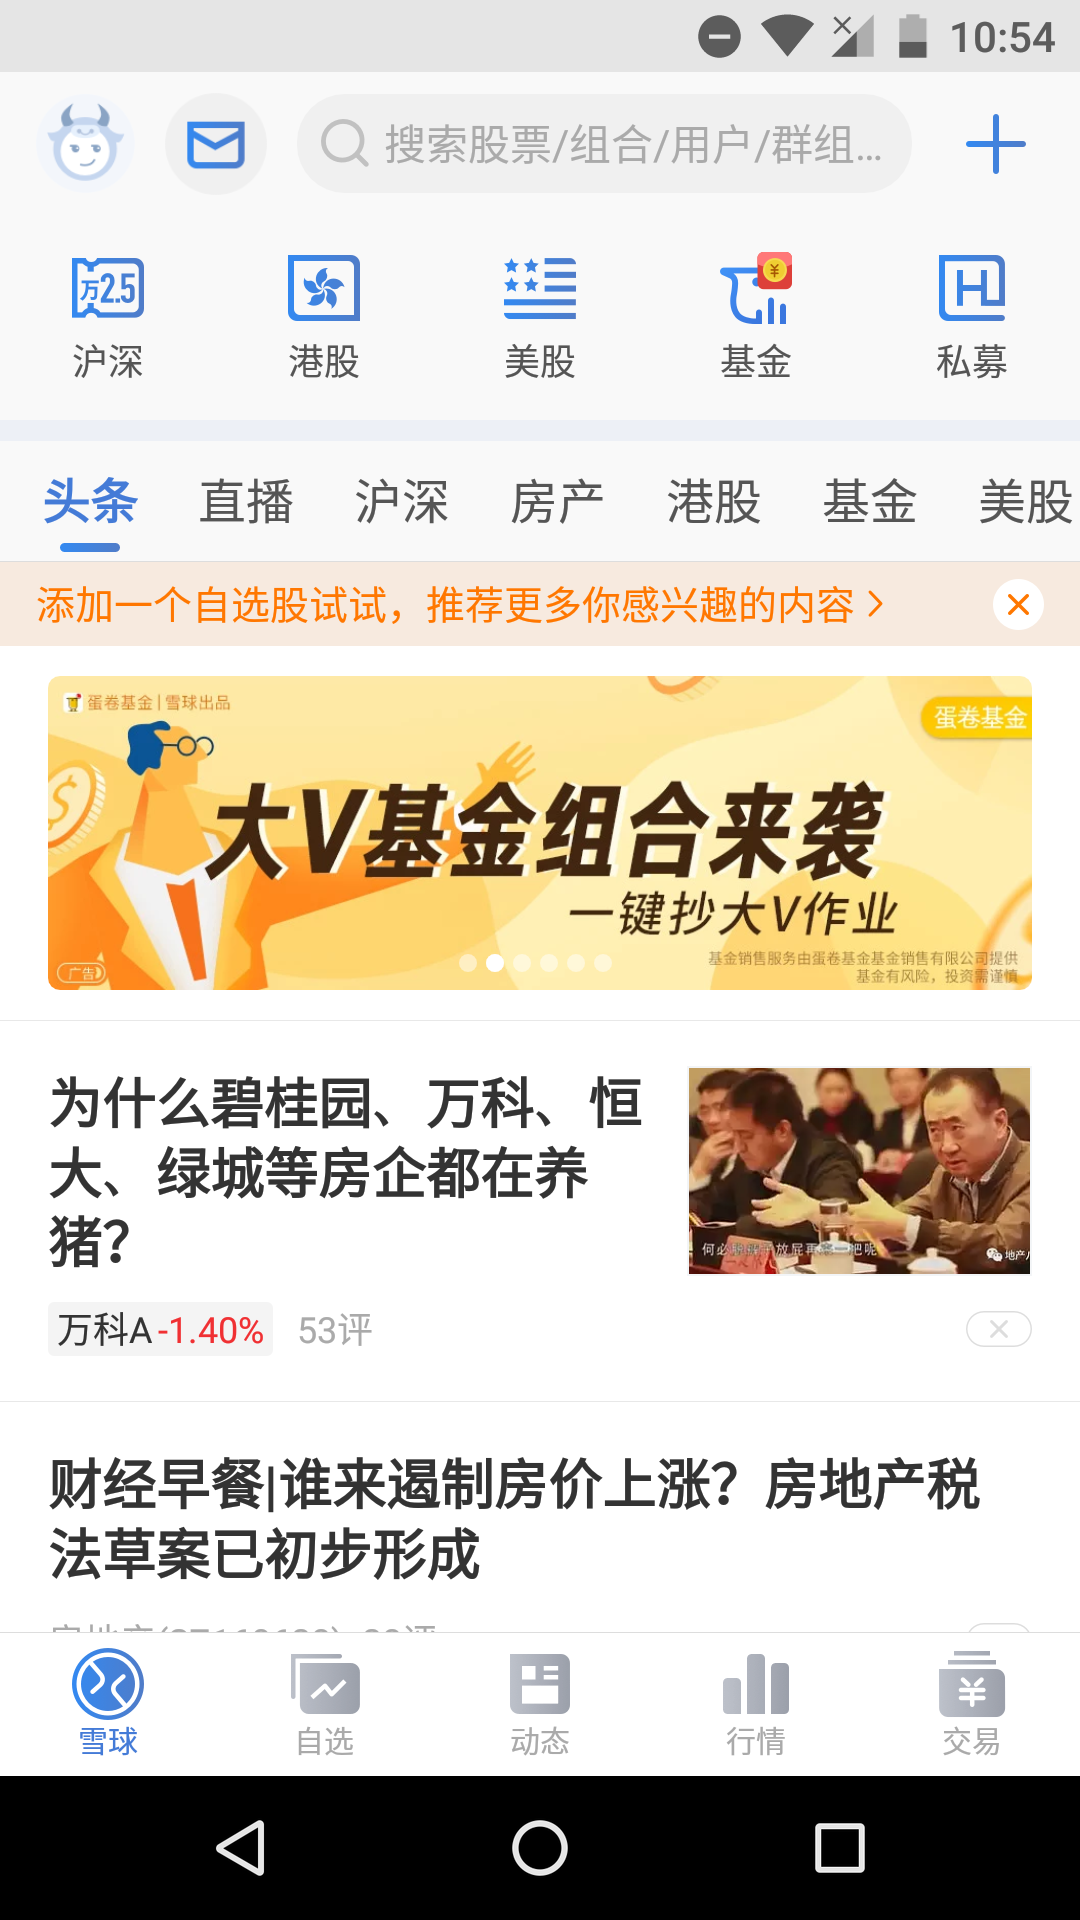 10:54
搜索股票/组合/用户/群组...
万2.5
沪深
港股
美股
基金
私募
头条
直播
沪深
房产
港股
基金
美股
添加一个自选股试试，推荐更多你感兴趣的内容
蛋卷基金|雪球出品
蛋卷基金
大V基金组合来袭
一键抄大V作业
基金销售服务由蛋卷基金基金销售有限公司提供
基金有风险，投资需谨慎
广告
为什么碧桂园、万科、恒
大、绿城等房企都在养
猪？
何必
放屁再
一把呢
地产
万科A -1.40%
53评
财经早餐|谁来遏制房价上涨？房地产税
法草案已初步形成
雪球
自选
动态
行情
交易